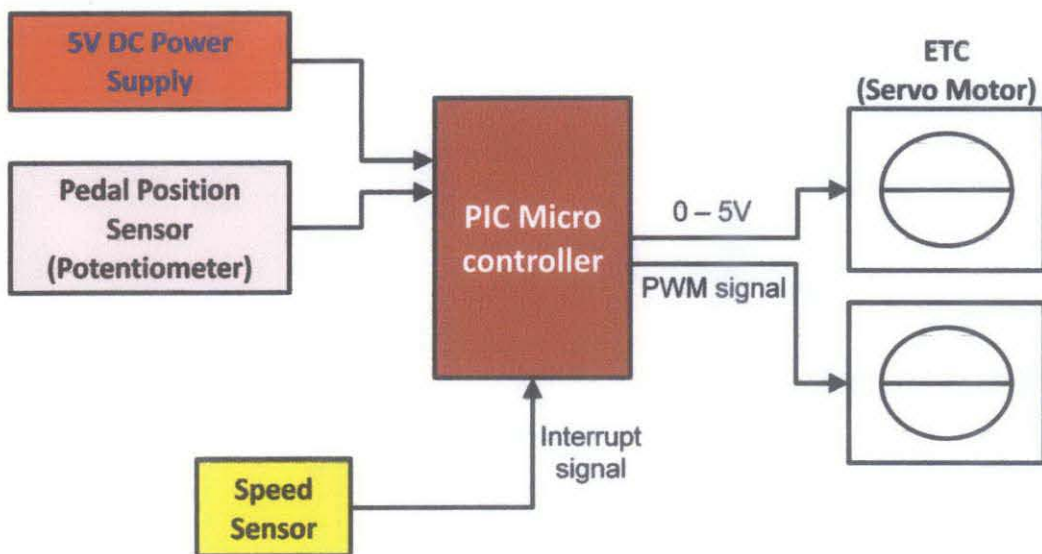 5V DC Power
Supply
Pedal Position
Sensor
(Potentiometer)
PIC Micro
controller
0 – 5V
PWM signal
ETC
(Servo Motor)
Interrupt
signal
Speed
Sensor